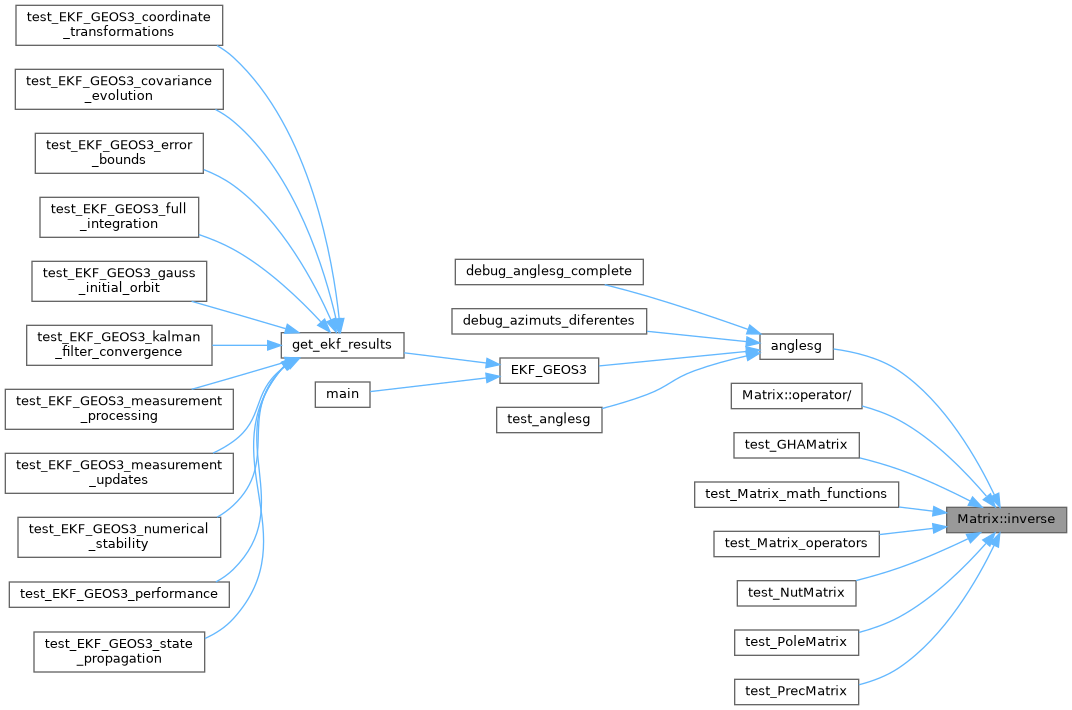 test_EKF_GEOS3_coordinate
_transformations
test_EKF_GEOS3_covariance
_evolution
test_EKF_GEOS3_error
_bounds
test_EKF_GEOS3_full
_integration
test_EKF_GEOS3_gauss
_initial_orbit
test_EKF_GEOS3_kalman
_filter_convergence
test_EKF_GEOS3_measurement
_processing
test_EKF_GEOS3_measurement
_updates
test_EKF_GEOS3_numerical
_stability
test_EKF_GEOS3_performance
test_EKF_GEOS3_state
_propagation
get_ekf_results
main
debug_anglesg_complete
debug_azimuts_diferentes
EKF_GEOS3
test_anglesg
anglesg
Matrix::operator/
test_GHAMatrix
test_Matrix_math_functions
test_Matrix_operators
test_NutMatrix
test_PoleMatrix
test_PrecMatrix
Matrix::inverse